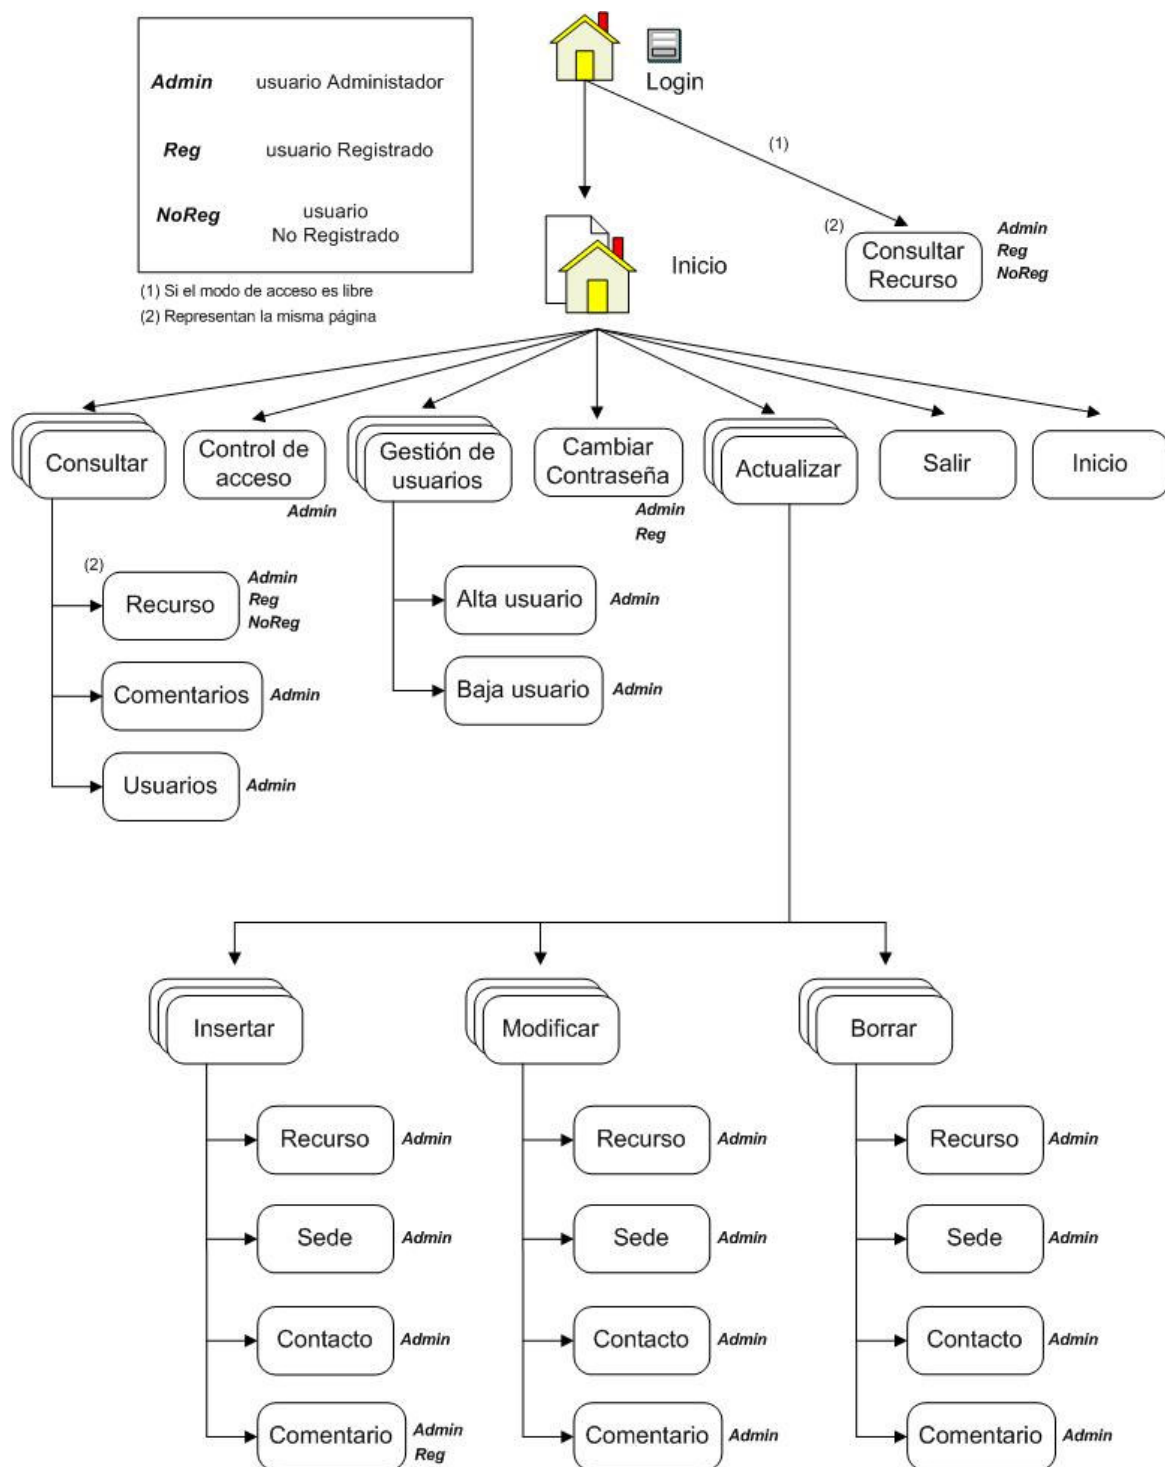 Admin usuario Administador
Reg usuario Registrado
NoReg usuario
No Registrado
(1) Si el modo de acceso es libre
(2) Representan la misma página
Login
(1)
(2)
Consultar
Recurso
Admin
Reg
NoReg
Inicio
Consultar
Control de
acceso
Admin
Gestión de
usuarios
Cambiar
Contraseña
Admin
Reg
Actualizar
Salir
Inicio
(2)
Recurso
Admin
Reg
NoReg
Comentarios Admin
Usuarios Admin
Alta usuario Admin
Baja usuario Admin
Insertar
Modificar
Borrar
Recurso Admin
Sede Admin
Contacto Admin
Comentario Admin
Reg
Recurso Admin
Sede Admin
Contacto Admin
Comentario Admin
Recurso Admin
Sede Admin
Contacto Admin
Comentario Admin